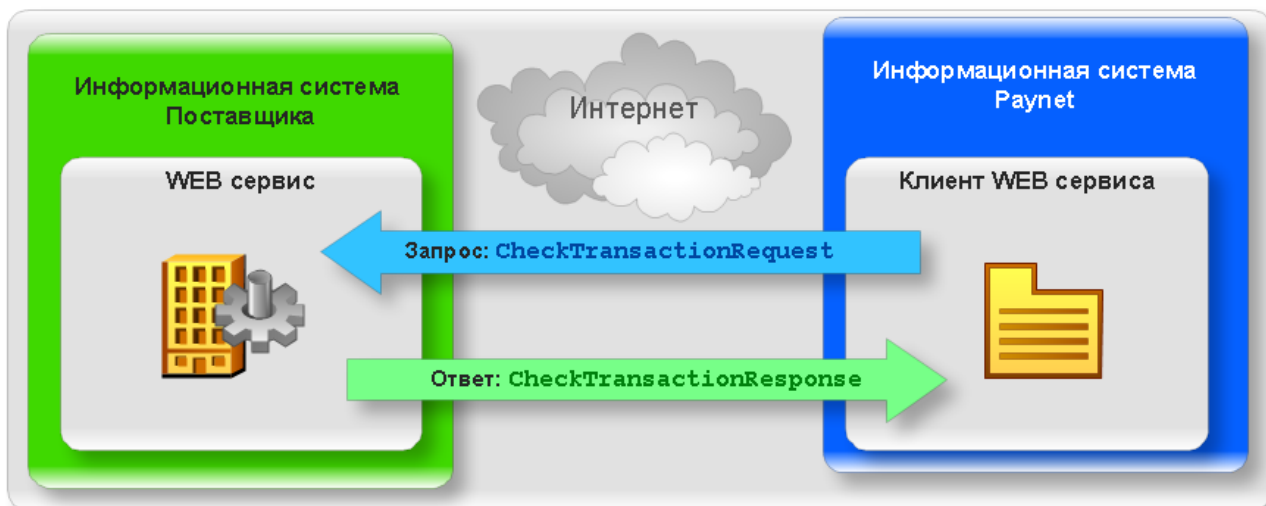 Информационная система
Поставщика
WEB сервис
Интернет
Информационная система
Paynet
Клиент WEB сервиса
Запрос: CheckTransactionRequest
Ответ: CheckTransactionResponse